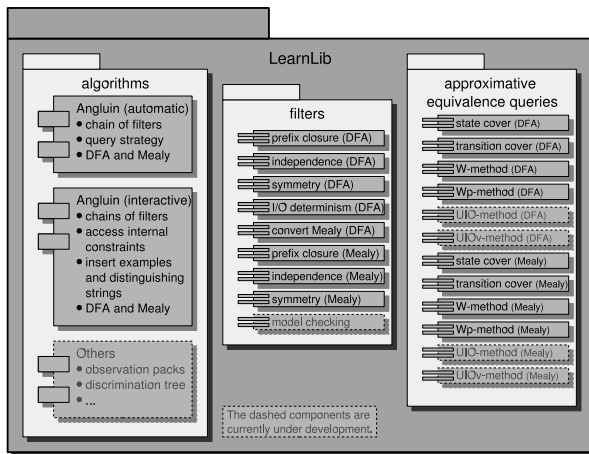 LearnLib
algorithms
Angluin (automatic)
• chain of filters
• query strategy
• DFA and Mealy
Angluin (interactive)
• chains of filters
• access internal
constraints
• insert examples
and distinguishing
strings
• DFA and Mealy
Others
• observation packs
• discrimination tree
• ...
filters
prefix closure (DFA)
independence (DFA)
symmetry (DFA)
I/O determinism (DFA)
convert Mealy (DFA)
prefix closure (Mealy)
independence (Mealy)
symmetry (Mealy)
model checking
The dashed components are
currently under development.
approximative
equivalence queries
state cover (DFA)
transition cover (DFA)
W-method (DFA)
Wp-method (DFA)
UIO-method (DFA)
UIOv-method (DFA)
state cover (Mealy)
transition cover (Mealy)
W-method (Mealy)
Wp-method (Mealy)
UIO-method (Mealy)
UIOv-method (Mealy)